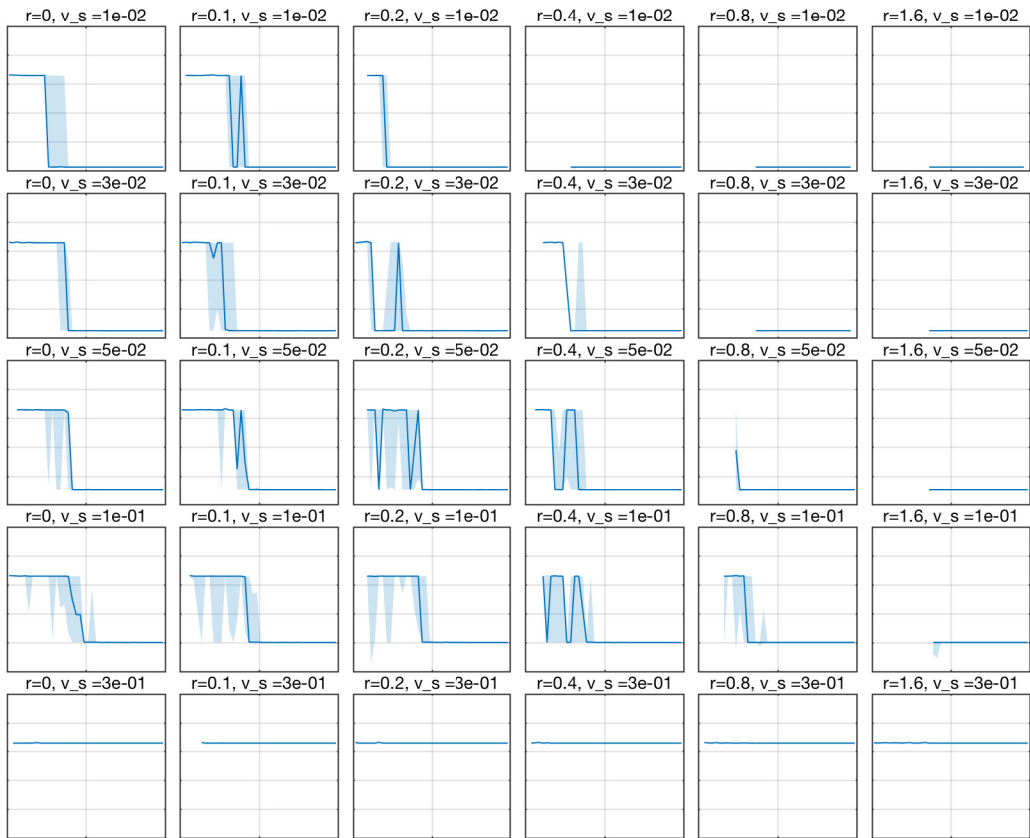 r=0, v_s =1e-02 r=0.1, v_s =1e-02 r=0.2, v_s =1e-02 r=0.4, v_s =1e-02 r=0.8, v_s =1e-02 r=1.6, v_s =1e-02
r=0, v_s =3e-02 r=0.1, v_s =3e-02 r=0.2, v_s =3e-02 r=0.4, v_s =3e-02 r=0.8, v_s =3e-02 r=1.6, v_s =3e-02
r=0, v_s =5e-02 r=0.1, v_s =5e-02 r=0.2, v_s =5e-02 r=0.4, v_s =5e-02 r=0.8, v_s =5e-02 r=1.6, v_s =5e-02
r=0, v_s =1e-01 r=0.1, v_s =1e-01 r=0.2, v_s =1e-01 r=0.4, v_s =1e-01 r=0.8, v_s =1e-01 r=1.6, v_s =1e-01
r=0, v_s =3e-01 r=0.1, v_s =3e-01 r=0.2, v_s =3e-01 r=0.4, v_s =3e-01 r=0.8, v_s =3e-01 r=1.6, v_s =3e-01